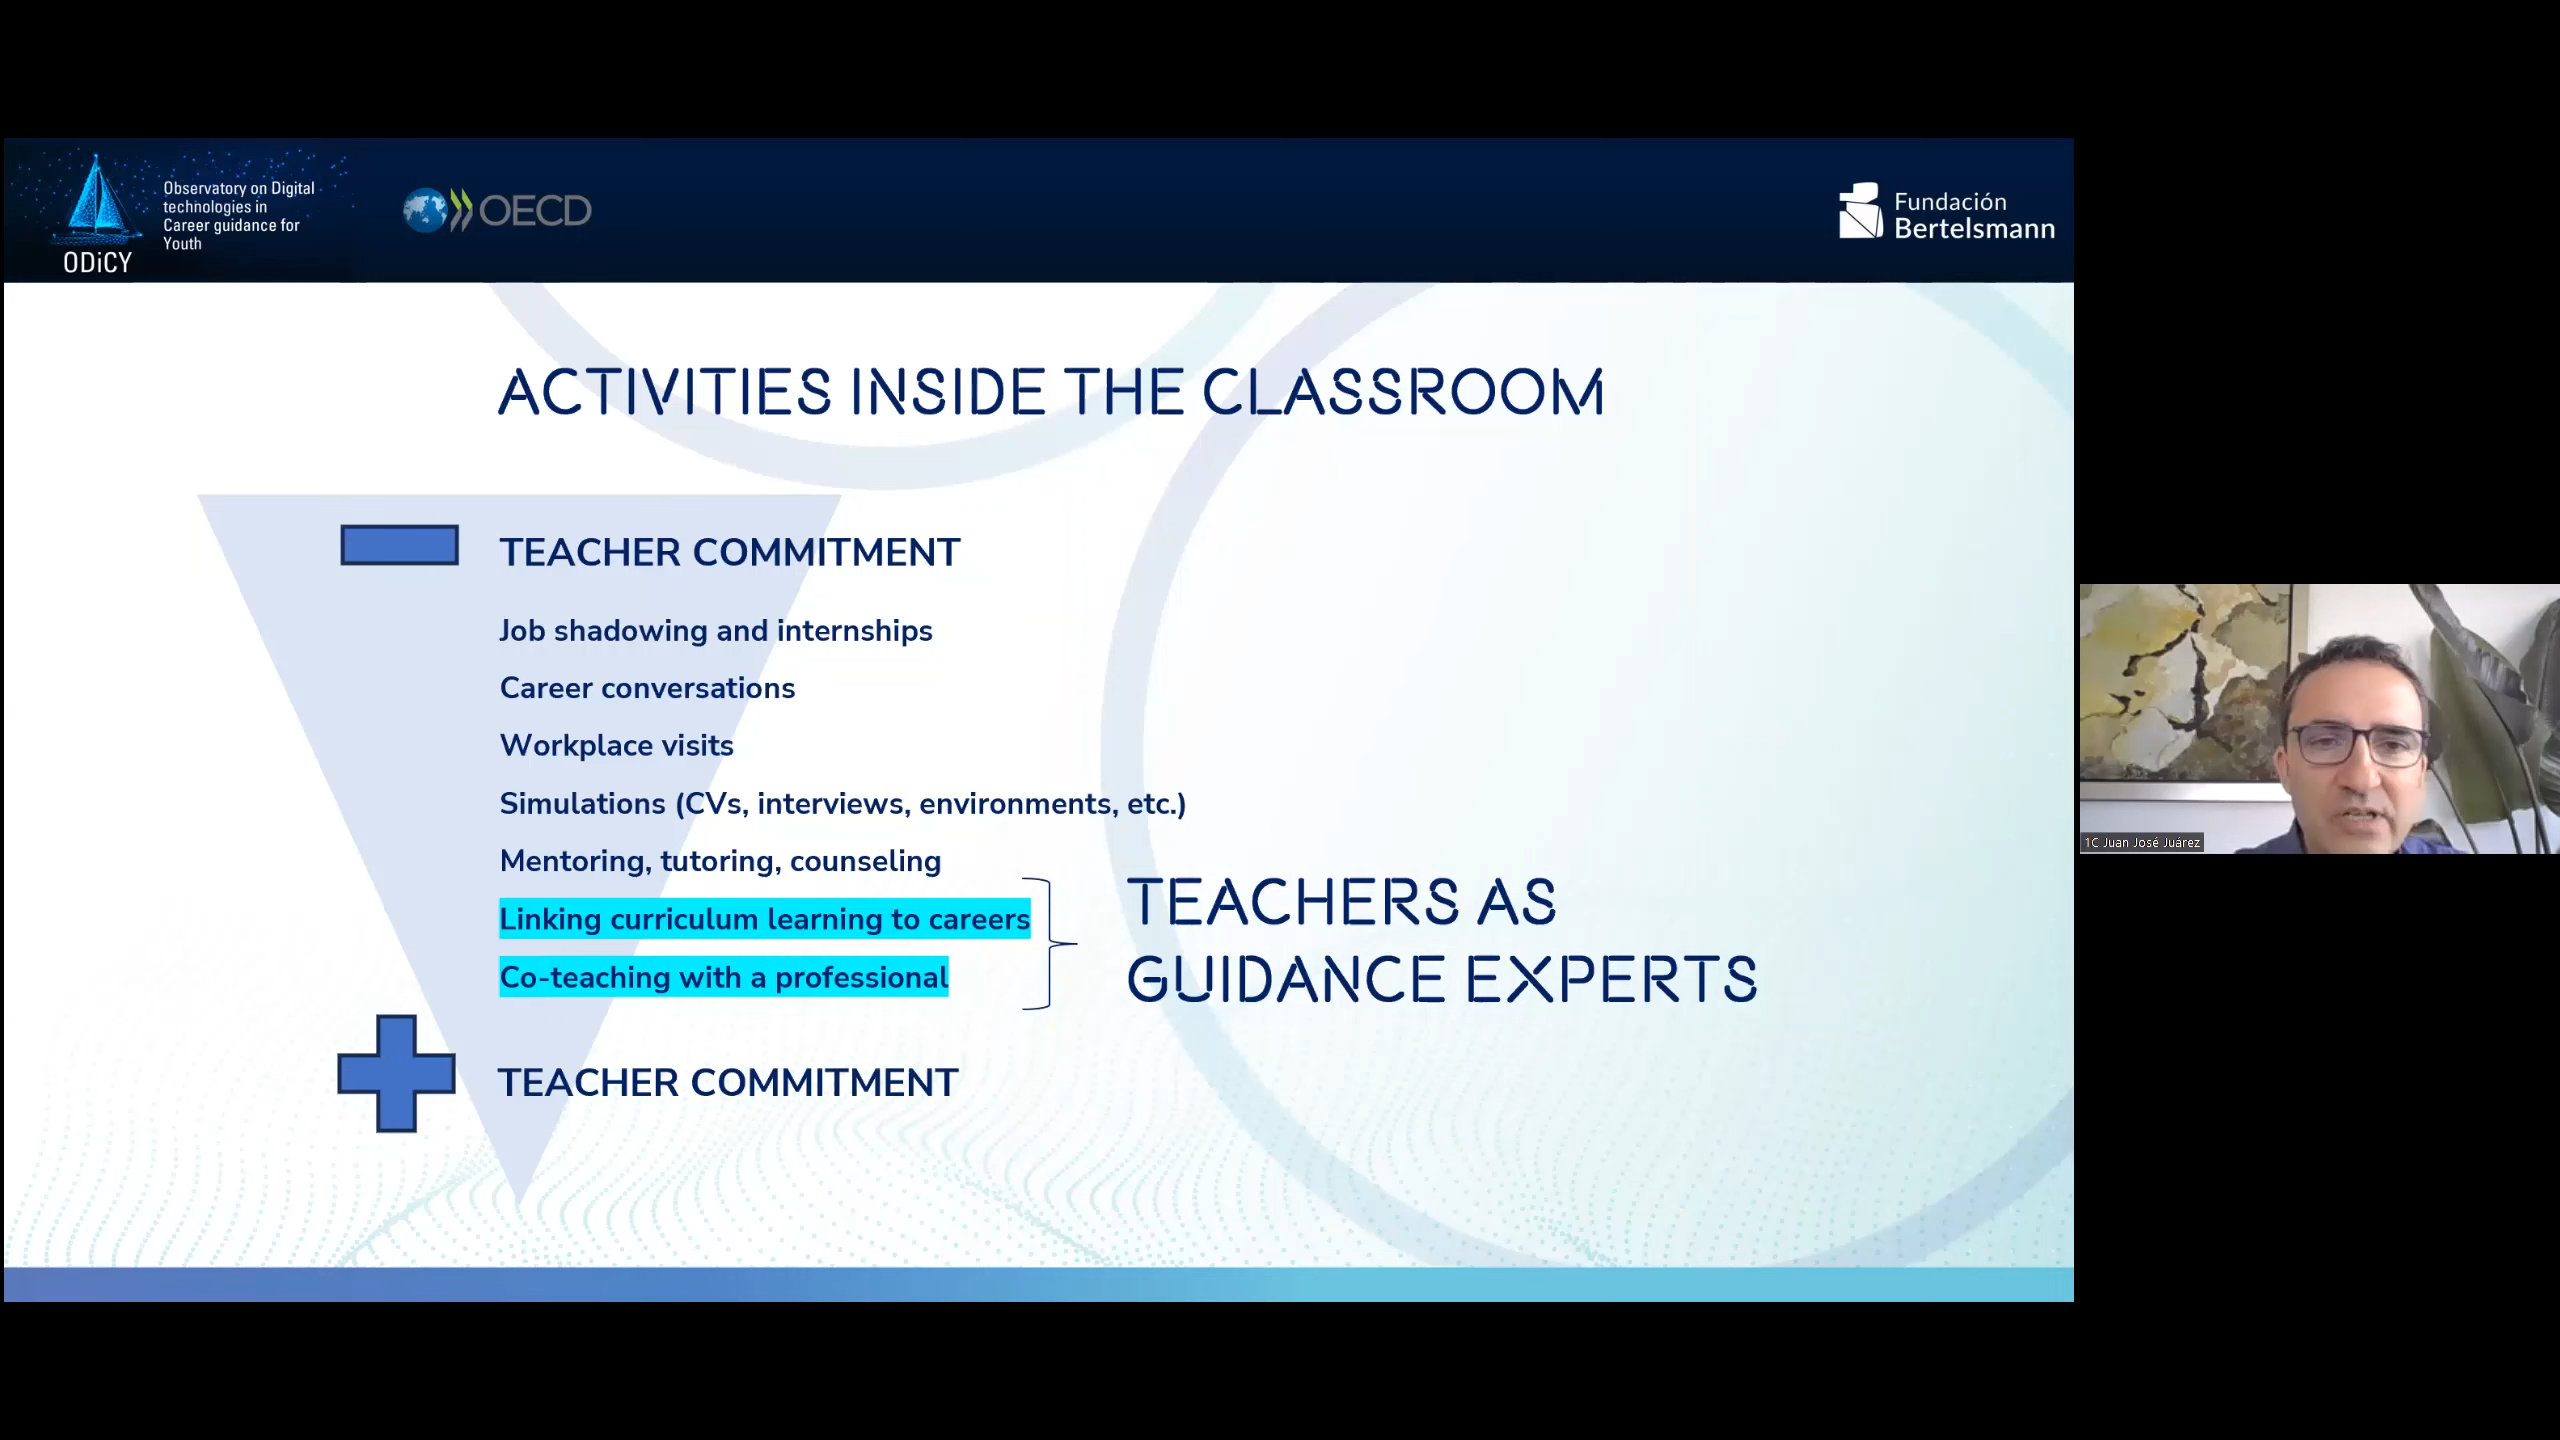 Observatory on Digital
technologies in
Career guidance for
Youth
ODiCY
OECD
Fundación
Bertelsmann
ACTIVITIES INSIDE THE CLASSROOM
TEACHER COMMITMENT
Job shadowing and internships
Career conversations
Workplace visits
Simulations (CVs, interviews, environments, etc.)
Mentoring, tutoring, counseling
Linking curriculum learning to careers
Co-teaching with a professional
TEACHERS AS
GUIDANCE EXPERTS
TEACHER COMMITMENT
1C Juan José Juárez